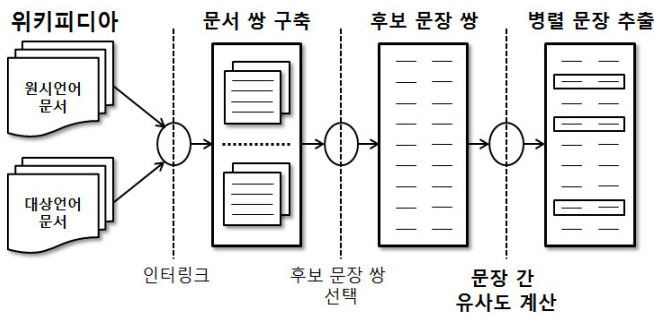 위키피디아
문서 쌍 구축
후보 문장 쌍
병렬 문장 추출
원시언어
문서
대상언어
문서
인터링크
후보 문장 쌍
선택
문장 간
유사도 계산